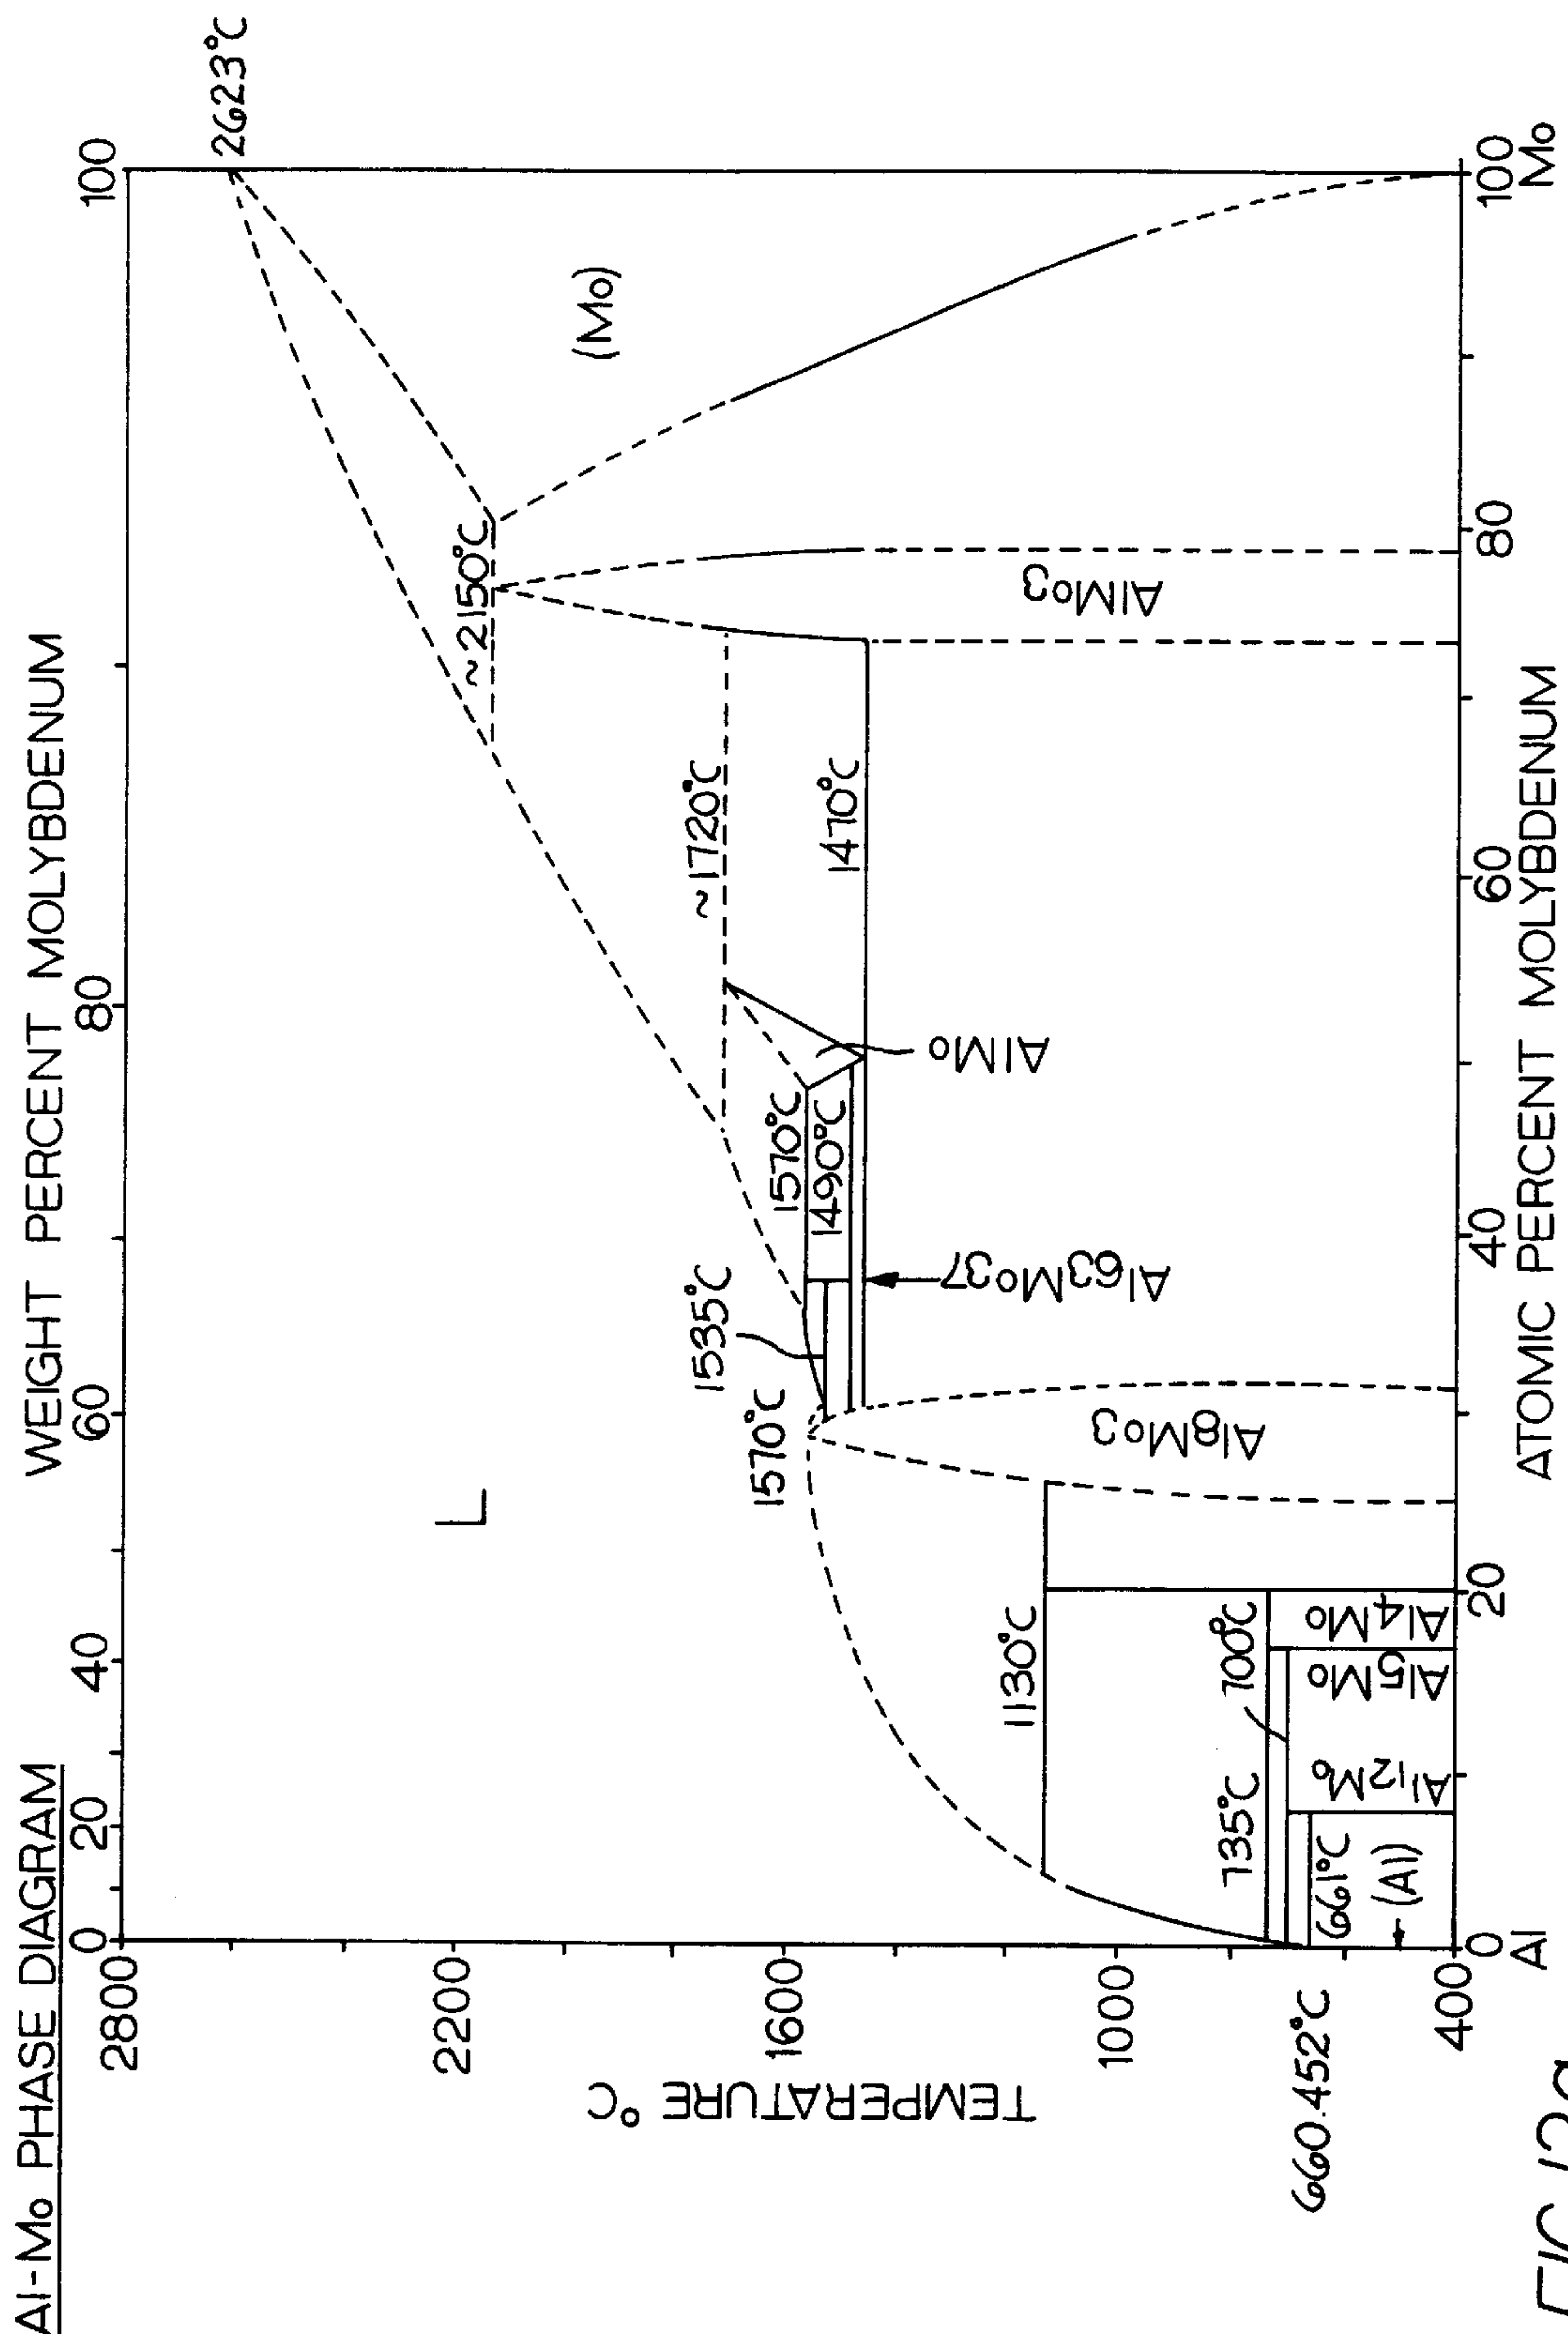 Al-Mo PHASE DIAGRAM
WEIGHT PERCENT MOLYBDENUM
0 20 40 60 80 100
2623°C
2800
2200
1600
1000
400
TEMPERATURE °C
660.452°C
L
(Mo)
~2150°C
~1720°C
1570°C
1535°C
1570°C
1490°C
1470°C
AlMo
Al63Mo37
AlMo3
Al8Mo3
1130°C
735°C
700°C
661°C
(Al)
Al12Mo
Al5Mo
Al4Mo
0 20 40 60 80 100
Al
ATOMIC PERCENT MOLYBDENUM
Mo